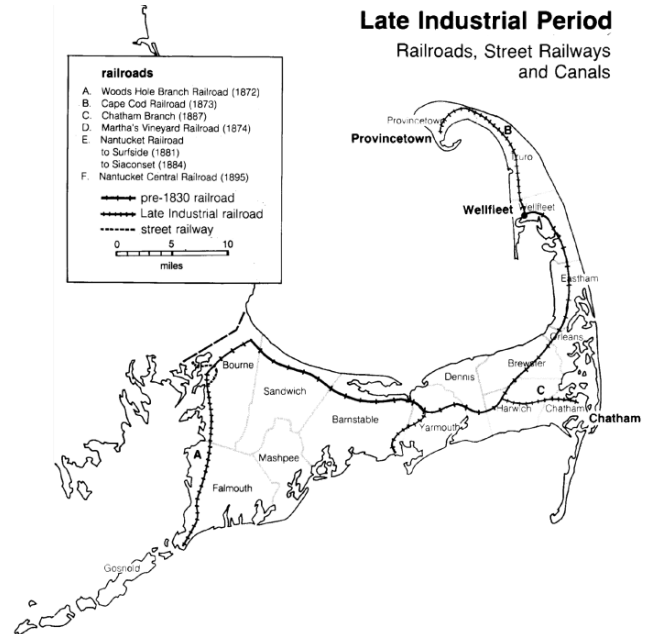 Late Industrial Period
Railroads, Street Railways
and Canals
railroads
A. Woods Hole Branch Railroad (1872)
B. Cape Cod Railroad (1873)
C. Chatham Branch (1887)
D. Martha's Vineyard Railroad (1874)
E. Nantucket Railroad
to Surfside (1881)
to Siaconset (1884)
F. Nantucket Central Railroad (1895)
pre-1830 railroad
Late Industrial railroad
street railway
0 5 10
miles
Provincetown
Provincetown
B
Truro
Wellfleet
Wellfleet
Eastham
Orleans
Bourne
Brewster
Dennis
Sandwich
C
Barnstable
Harwich
Chatham
Chatham
Yarmouth
A
Mashpee
Falmouth
Gosnold